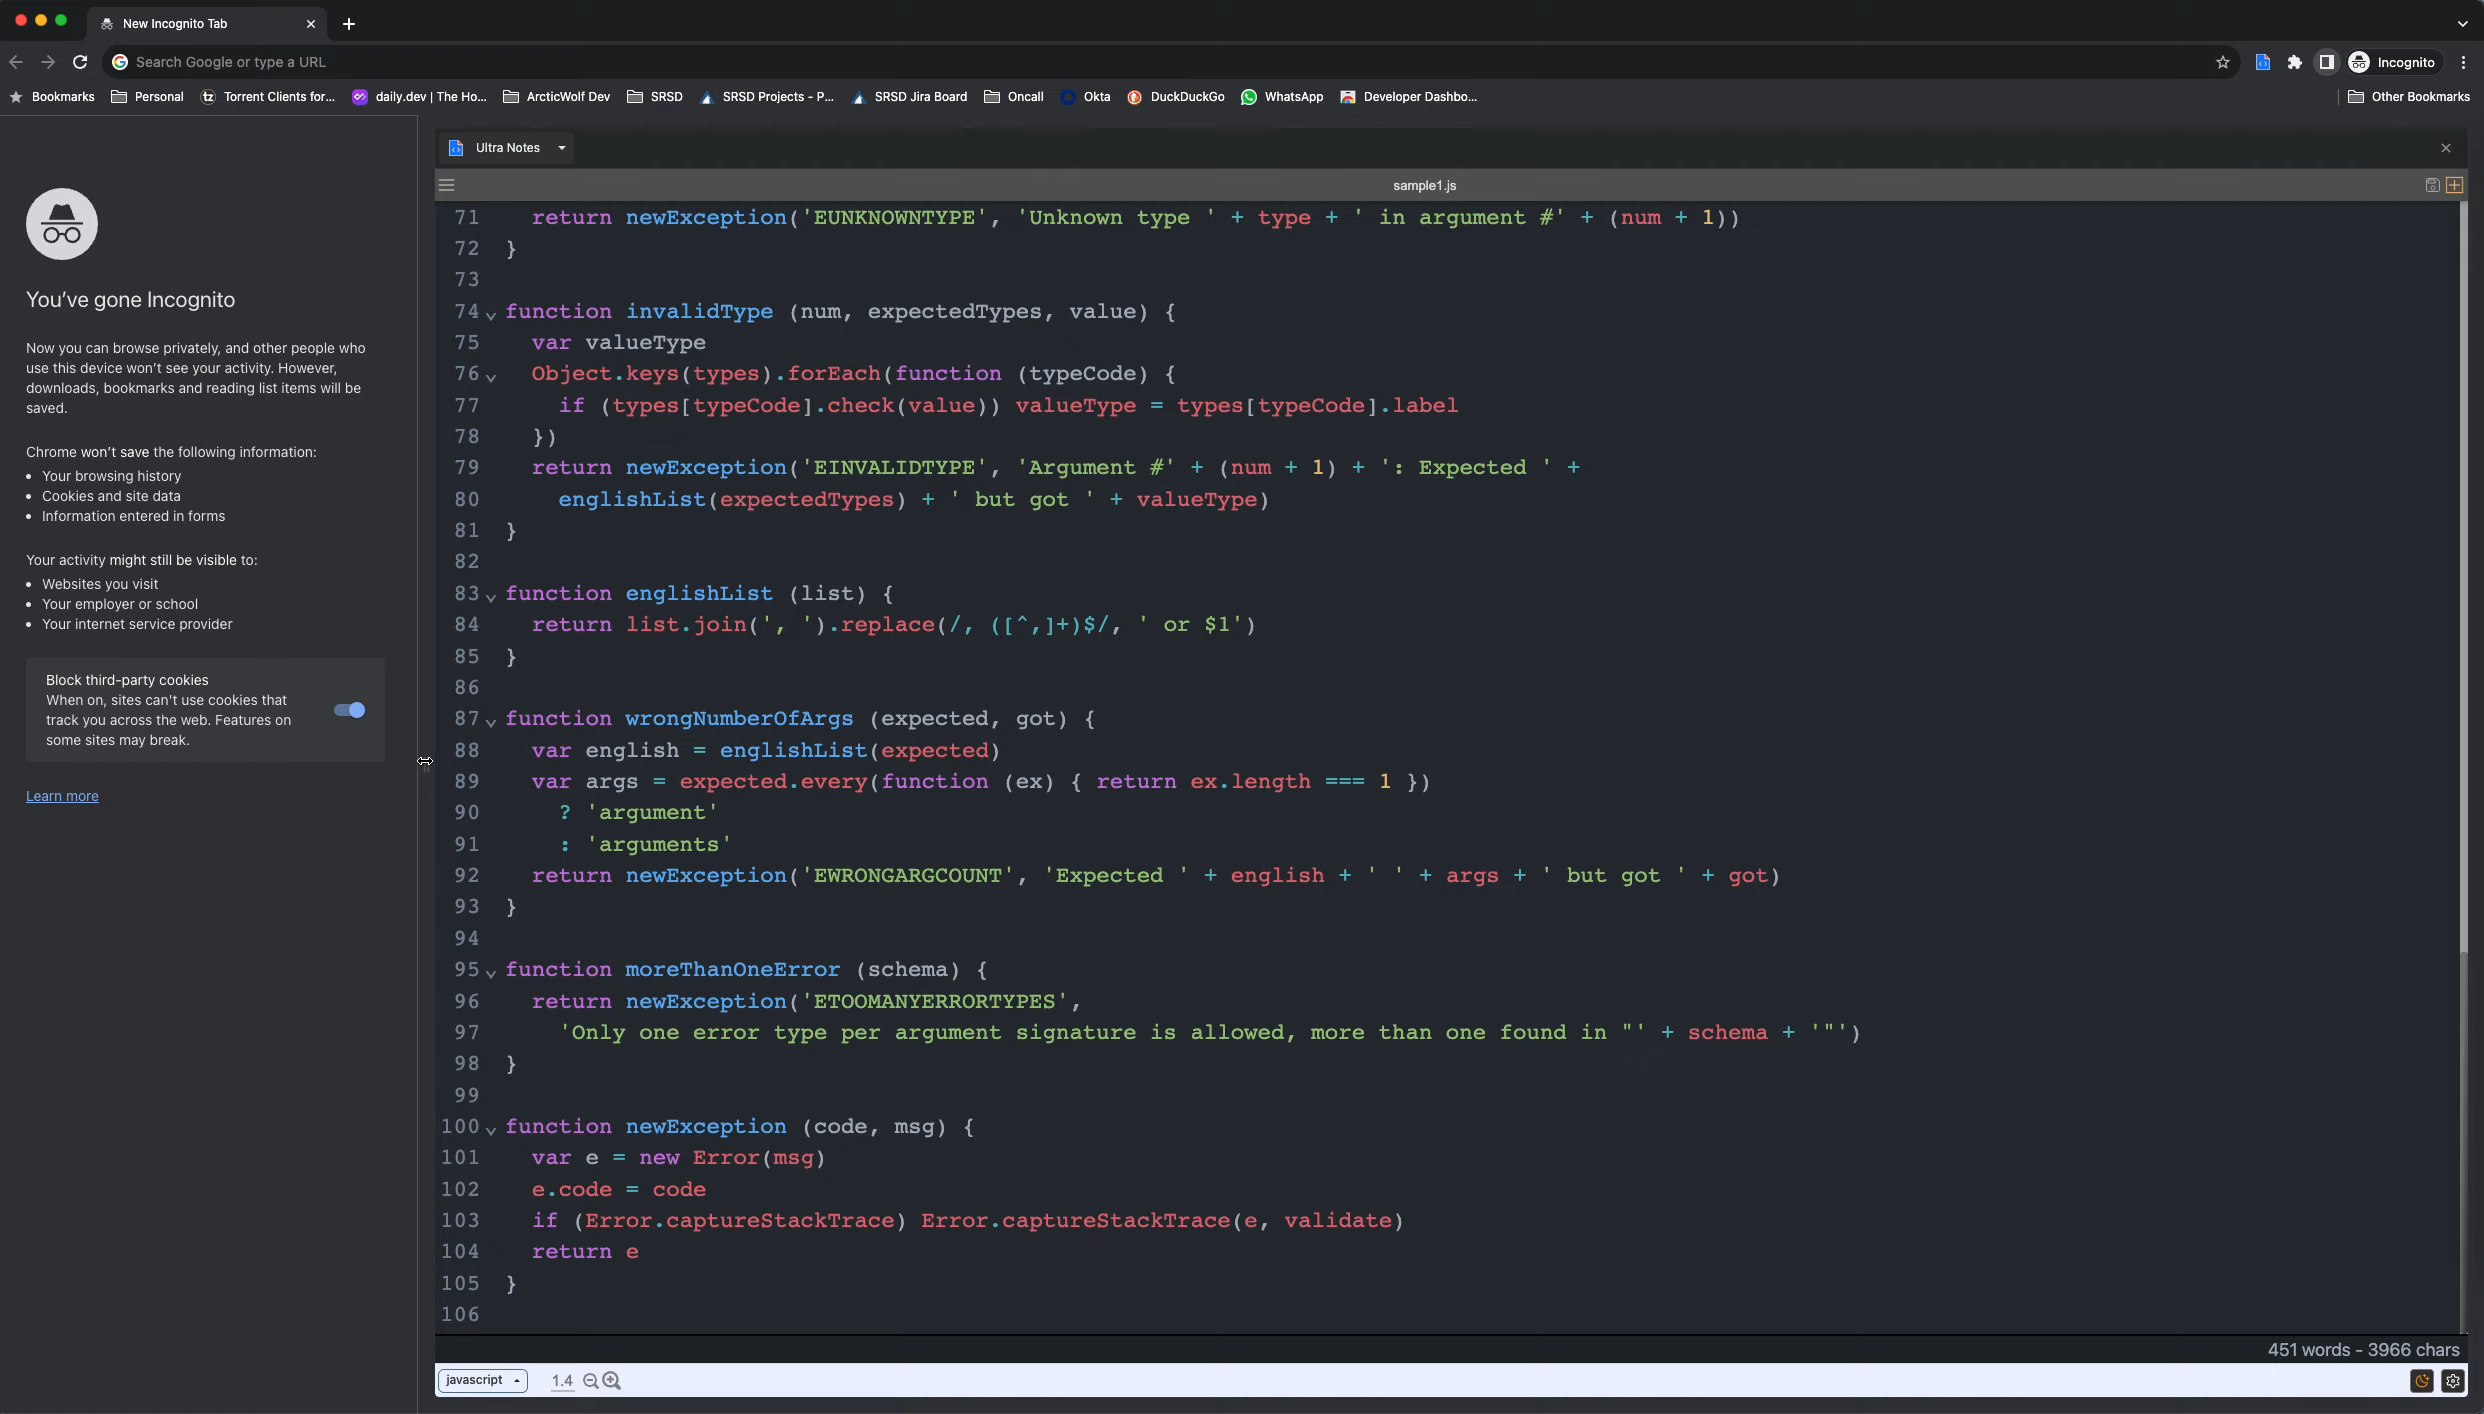 New Incognito Tab
Search Google or type a URL
Incognito
Bookmarks Personal Torrent Clients for... daily.dev | The Ho... ArcticWolf Dev SRSD SRSD Projects - P... SRSD Jira Board Oncall Okta DuckDuckGo WhatsApp Developer Dashbo... Other Bookmarks
You've gone Incognito
Now you can browse privately, and other people who
use this device won't see your activity. However,
downloads, bookmarks and reading list items will be
saved.
Chrome won't save the following information:
• Your browsing history
• Cookies and site data
• Information entered in forms
Your activity might still be visible to:
• Websites you visit
• Your employer or school
• Your internet service provider
Block third-party cookies
When on, sites can't use cookies that
track you across the web. Features on
some sites may break.
Learn more
Ultra Notes
sample1.js
71   return newException('EUNKNOWNTYPE', 'Unknown type ' + type + ' in argument #' + (num + 1))
72 }
73
74 function invalidType (num, expectedTypes, value) {
75   var valueType
76   Object.keys(types).forEach(function (typeCode) {
77     if (types[typeCode].check(value)) valueType = types[typeCode].label
78   })
79   return newException('EINVALIDTYPE', 'Argument #' + (num + 1) + ': Expected ' +
80     englishList(expectedTypes) + ' but got ' + valueType)
81 }
82
83 function englishList (list) {
84   return list.join(', ').replace(/, ([^,]+)$/, ' or $1')
85 }
86
87 function wrongNumberOfArgs (expected, got) {
88   var english = englishList(expected)
89   var args = expected.every(function (ex) { return ex.length === 1 })
90     ? 'argument'
91     : 'arguments'
92   return newException('EWRONGARGCOUNT', 'Expected ' + english + ' ' + args + ' but got ' + got)
93 }
94
95 function moreThanOneError (schema) {
96   return newException('ETOOMANYERRORTYPES',
97     'Only one error type per argument signature is allowed, more than one found in "' + schema + '"')
98 }
99
100 function newException (code, msg) {
101   var e = new Error(msg)
102   e.code = code
103   if (Error.captureStackTrace) Error.captureStackTrace(e, validate)
104   return e
105 }
106
451 words - 3966 chars
javascript 1.4